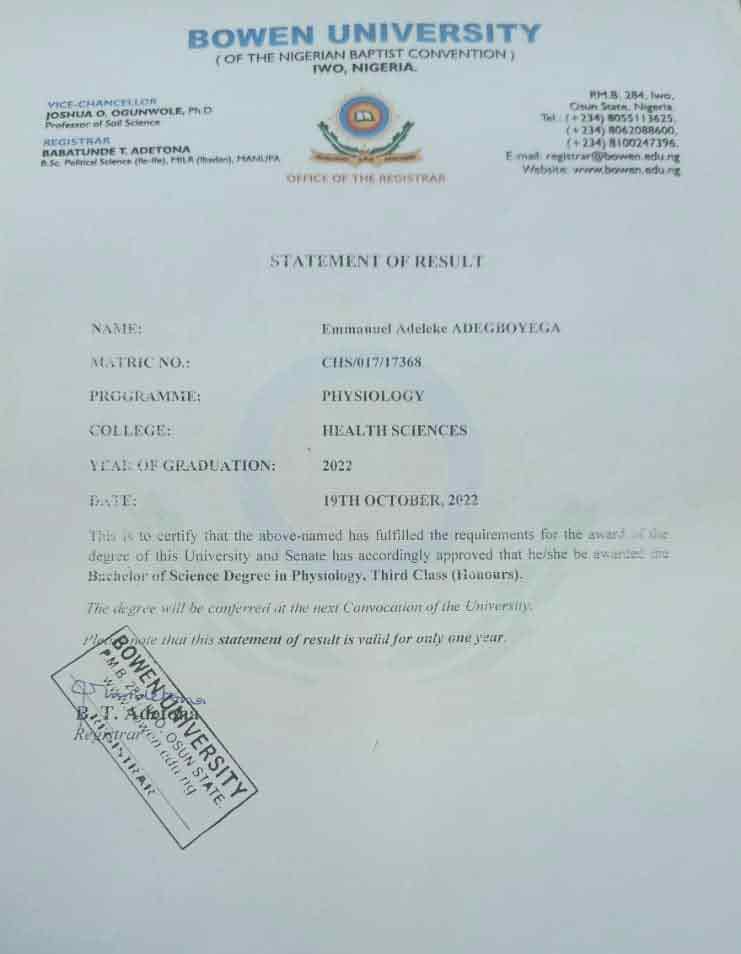 BOWEN UNIVERSITY
( OF THE NIGERIAN BAPTIST CONVENTION )
IWO, NIGERIA.
VICE-CHANCELLOR
JOSHUA O. OGUNWOLE, Ph.D
Professor of Soil Science
REGISTRAR
BABATUNDE T. ADETONA
B.Sc. Political Science (Ile-Ife), MILR (Ibadan), MANUPA
P.M.B. 284, Iwo,
Osun State, Nigeria.
Tel.: (+234) 8055113625,
(+234) 8062088600,
(+234) 8100247396.
E-mail: registrar@bowen.edu.ng
Website: www.bowen.edu.ng
OFFICE OF THE REGISTRAR
STATEMENT OF RESULT
NAME: Emmanuel Adeleke ADEGBOYEGA
MATRIC NO.: CHS/017/17368
PROGRAMME: PHYSIOLOGY
COLLEGE: HEALTH SCIENCES
YEAR OF GRADUATION: 2022
DATE: 19TH OCTOBER, 2022
This is to certify that the above-named has fulfilled the requirements for the award of the
degree of this University and Senate has accordingly approved that he/she be awarded the
Bachelor of Science Degree in Physiology, Third Class (Honours).
The degree will be conferred at the next Convocation of the University.
Please note that this statement of result is valid for only one year.
B. T. Adetona
Registrar
BOWEN UNIVERSITY
P.M.B. 284, IWO, OSUN STATE.
www.bowen.edu.ng
REGISTRAR